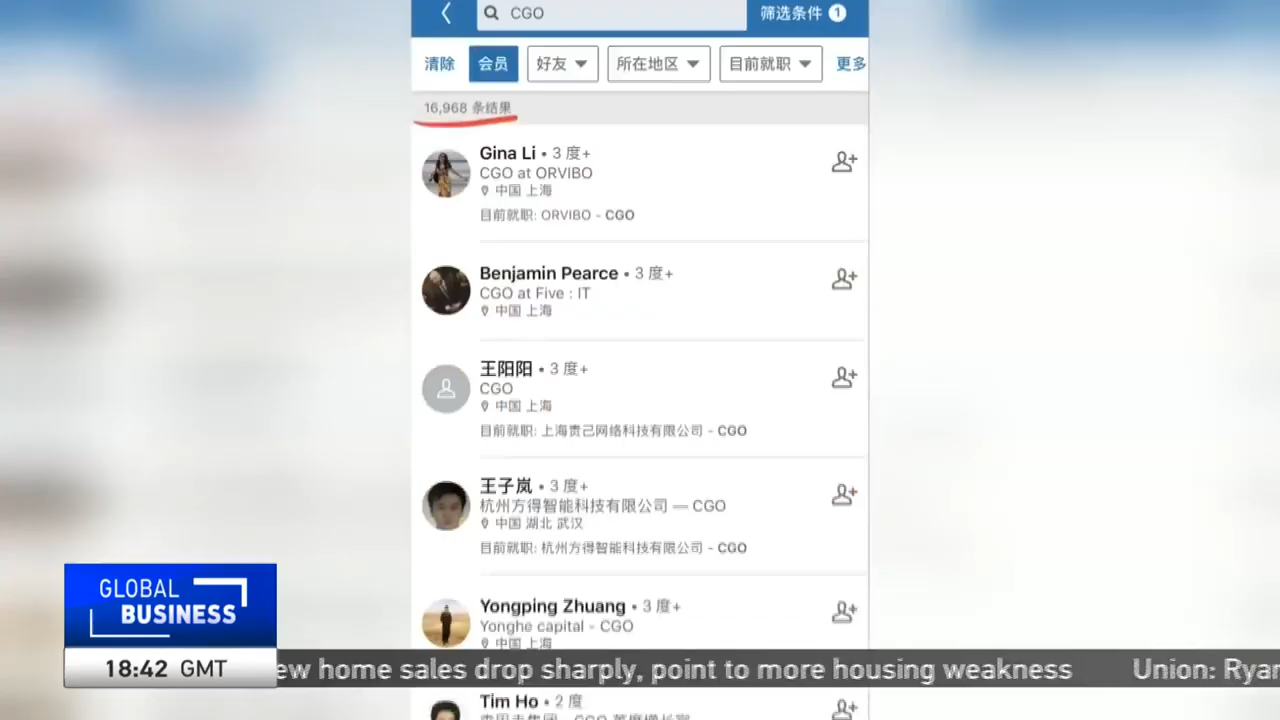 CGO
筛选条件 1
清除 会员 好友 所在地区 目前就职 更多
16,968 条结果
Gina Li • 3 度+
CGO at ORVIBO
中国 上海
目前就职: ORVIBO - CGO
Benjamin Pearce • 3 度+
CGO at Five : IT
中国 上海
王阳阳 • 3 度+
CGO
中国 上海
目前就职: 上海贵己网络科技有限公司 - CGO
王子岚 • 3 度+
杭州方得智能科技有限公司 — CGO
中国 湖北 武汉
目前就职: 杭州方得智能科技有限公司 - CGO
Yongping Zhuang • 3 度+
Yonghe capital - CGO
中国 上海
Tim Ho • 2 度
GLOBAL
BUSINESS
18:42 GMT
ew home sales drop sharply, point to more housing weakness Union: Ryan